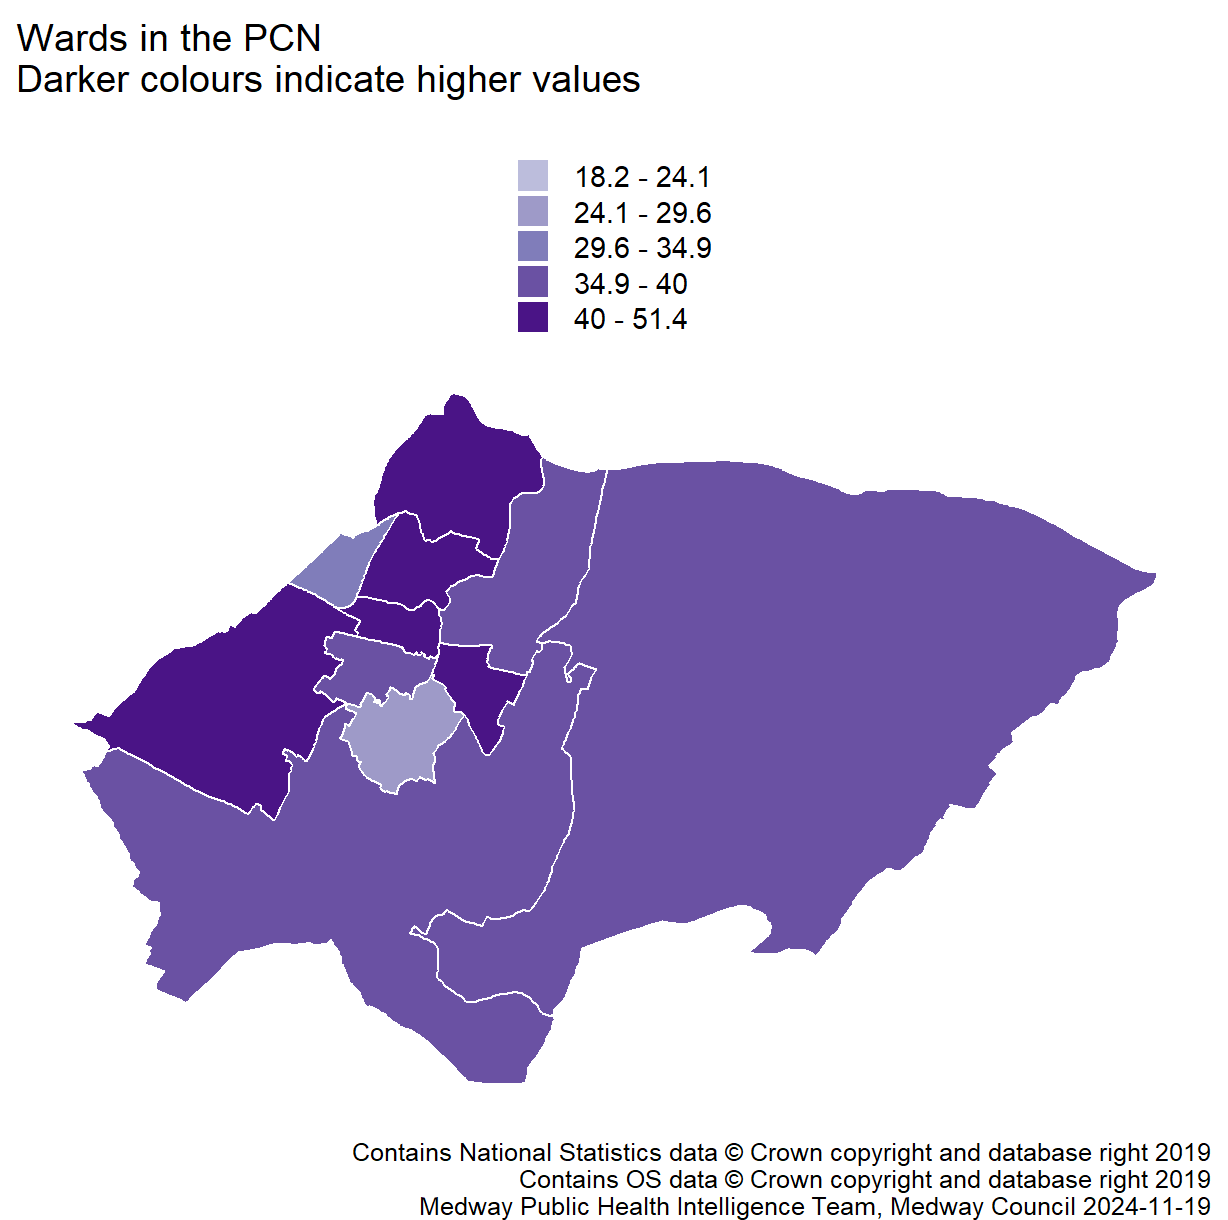 Wards in the PCN
Darker colours indicate higher values
18.2 - 24.1
24.1 - 29.6
29.6 - 34.9
34.9 - 40
40 - 51.4
Contains National Statistics data © Crown copyright and database right 2019
Contains OS data © Crown copyright and database right 2019
Medway Public Health Intelligence Team, Medway Council 2024-11-19